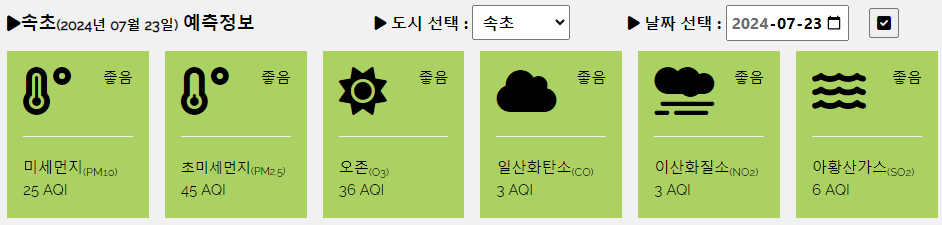 ▶속초(2024년 07월 23일) 예측정보 ▶ 도시 선택 : 속초 ▶ 날짜 선택 : 2024-07-23
좋음 좋음 좋음 좋음 좋음 좋음
미세먼지(PM10) 초미세먼지(PM2.5) 오존(O3) 일산화탄소(CO) 이산화질소(NO2) 아황산가스(SO2)
25 AQI 45 AQI 36 AQI 3 AQI 3 AQI 6 AQI